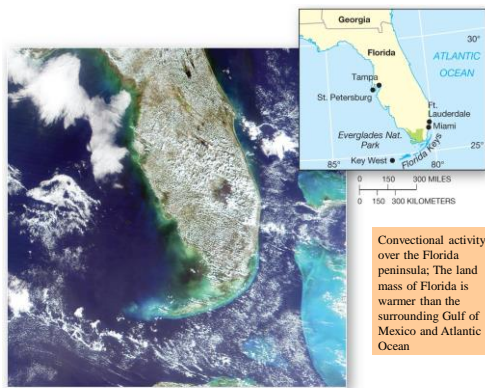 Georgia
30°
Florida
ATLANTIC
OCEAN
Tampa
St. Petersburg
Ft.
Lauderdale
Miami
Everglades Nat.
Park
Florida Keys
Key West
25°
85°
80°
0 150 300 MILES
0 150 300 KILOMETERS
Convectional activity
over the Florida
peninsula; The land
mass of Florida is
warmer than the
surrounding Gulf of
Mexico and Atlantic
Ocean